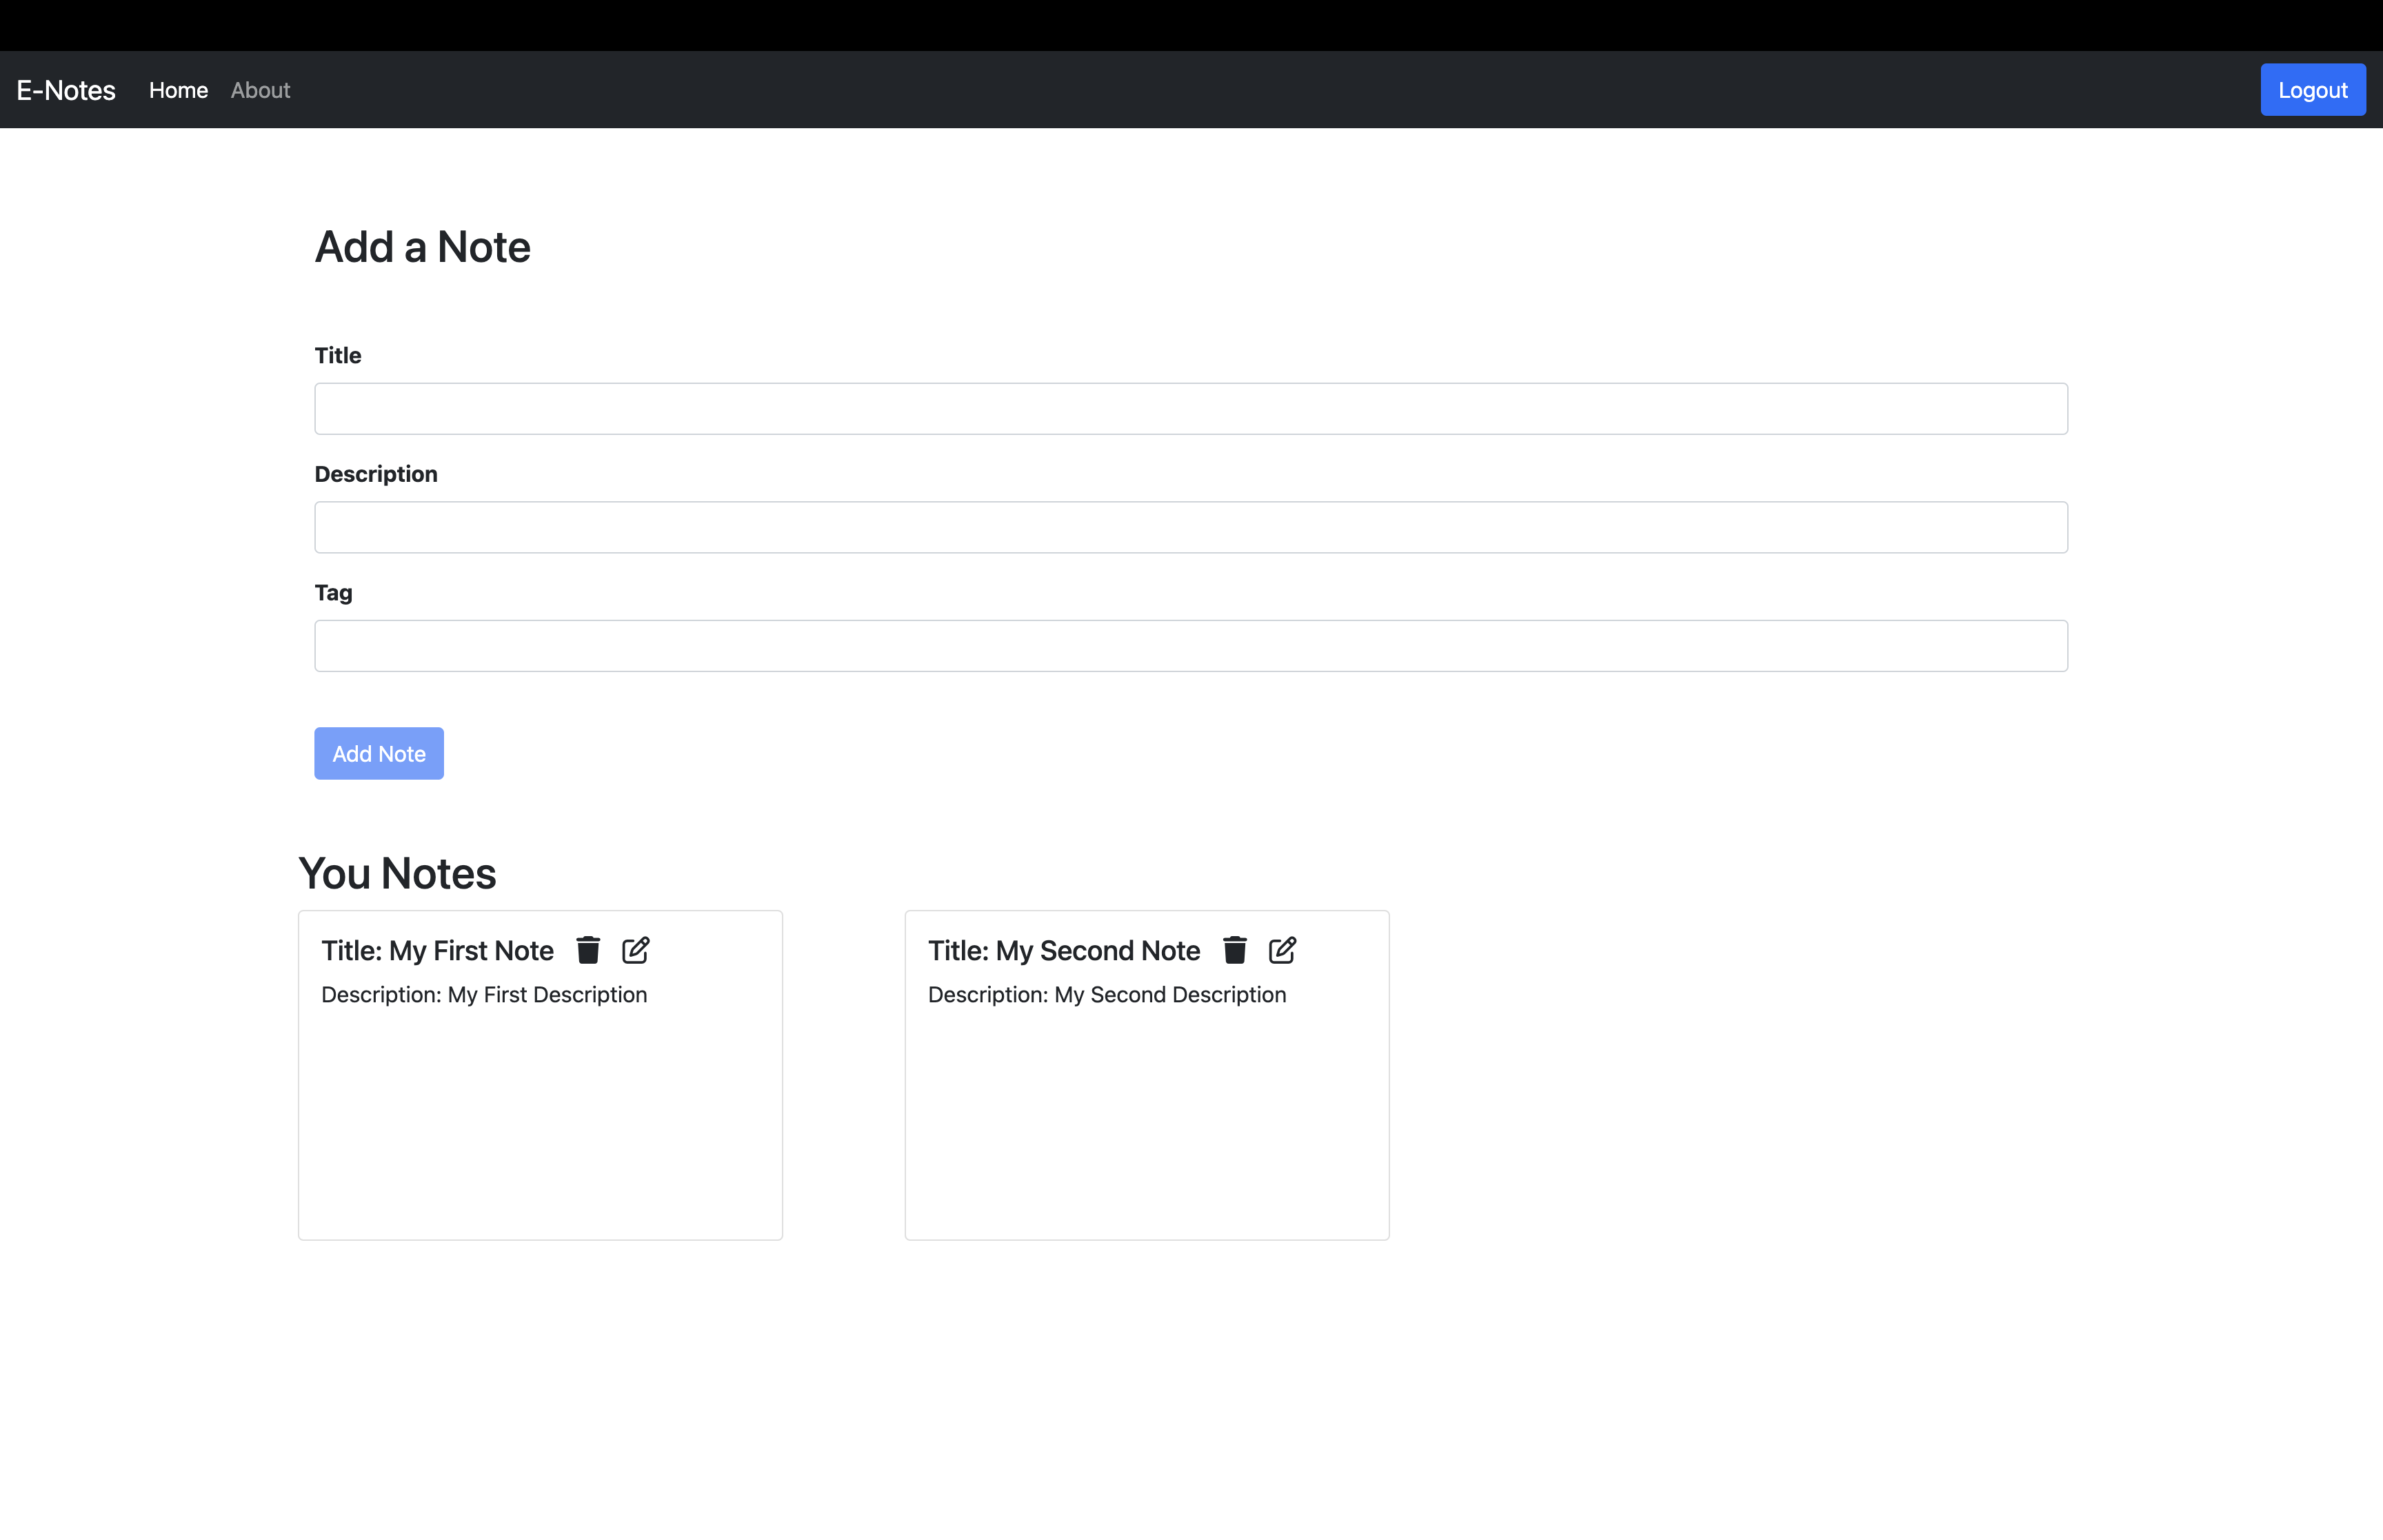 E-Notes Home About Logout
Add a Note
Title
Description
Tag
Add Note
You Notes
Title: My First Note
Description: My First Description
Title: My Second Note
Description: My Second Description